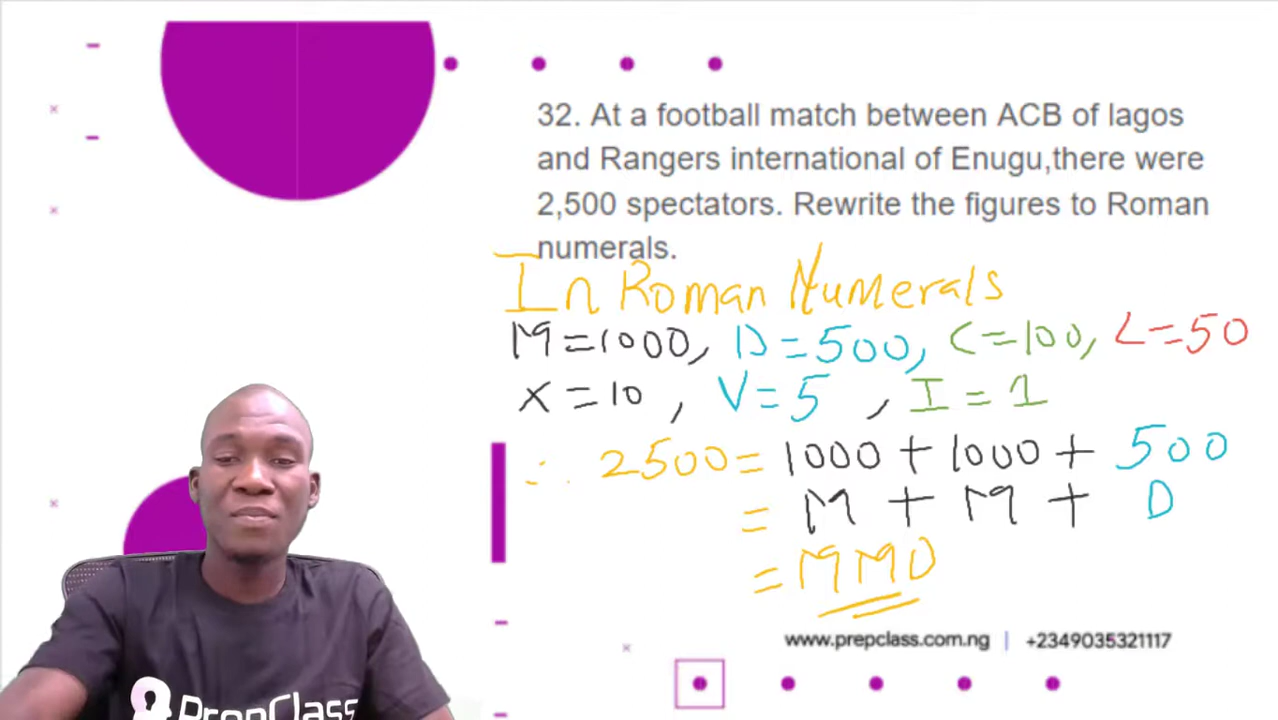 32. At a football match between ACB of lagos
and Rangers international of Enugu,there were
2,500 spectators. Rewrite the figures to Roman
numerals.
In Roman Numerals
M=1000, D=500, C=100, L=50
X=10, V=5, I=1
∴ 2500=1000+1000+500
=M+M+D
=MMD
www.prepclass.com.ng | +2349035321117
PrepClass